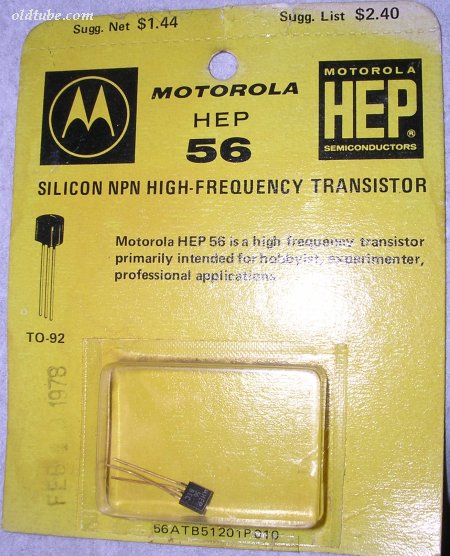 oldtube.com
Sugg. Net $1.44
Sugg. List $2.40
MOTOROLA
HEP
56
MOTOROLA
HEP®
SEMICONDUCTORS
SILICON NPN HIGH-FREQUENCY TRANSISTOR
Motorola HEP 56 is a high frequency transistor
primarily intended for hobbyist, experimenter,
professional applications.
TO-92
FEB 1978
56ATB51201P010